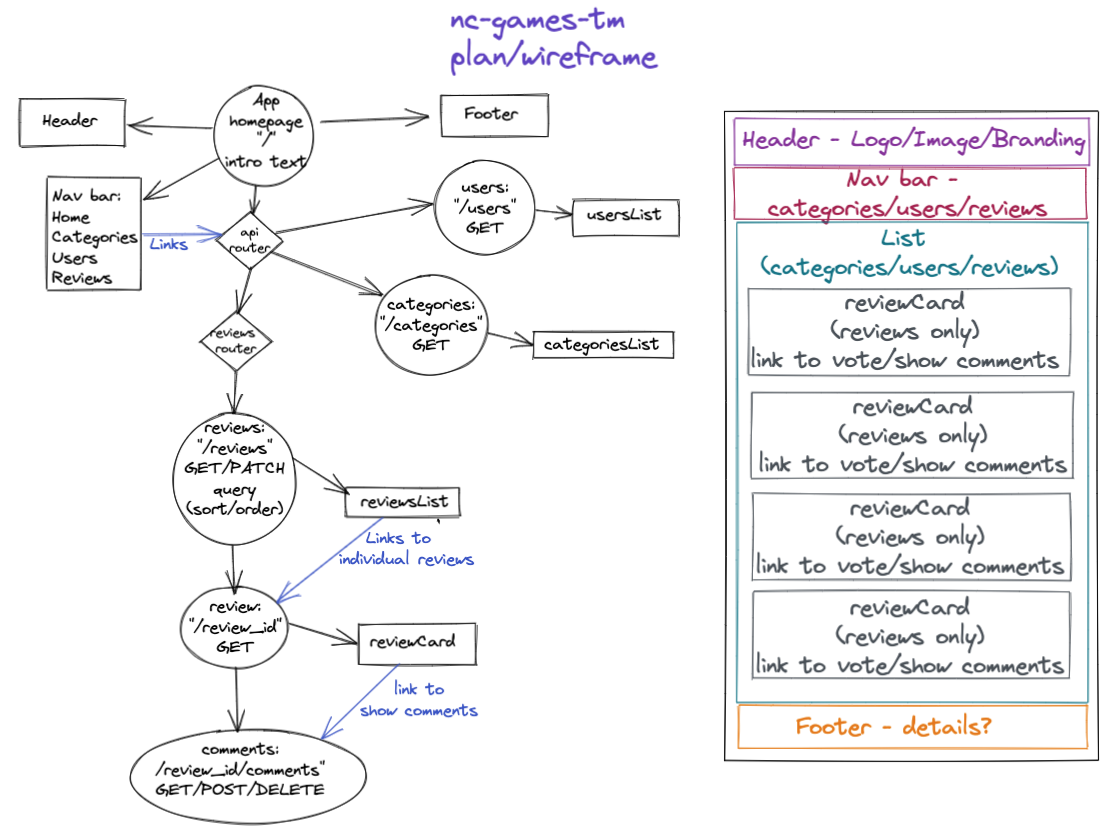 nc-games-tm
plan/wireframe
App
homepage
"/"
intro text
Header
Footer
Nav bar:
Home
Categories
Users
Reviews
Links
api
router
users:
"/users"
GET
usersList
categories:
"/categories"
GET
categoriesList
reviews
router
reviews:
"/reviews"
GET/PATCH
query
(sort/order)
reviewsList
Links to
individual reviews
review:
"/review_id"
GET
reviewCard
link to
show comments
comments:
/review_id/comments"
GET/POST/DELETE
Header - Logo/Image/Branding
Nav bar -
categories/users/reviews
List
(categories/users/reviews)
reviewCard
(reviews only)
link to vote/show comments
reviewCard
(reviews only)
link to vote/show comments
reviewCard
(reviews only)
link to vote/show comments
reviewCard
(reviews only)
link to vote/show comments
Footer - details?